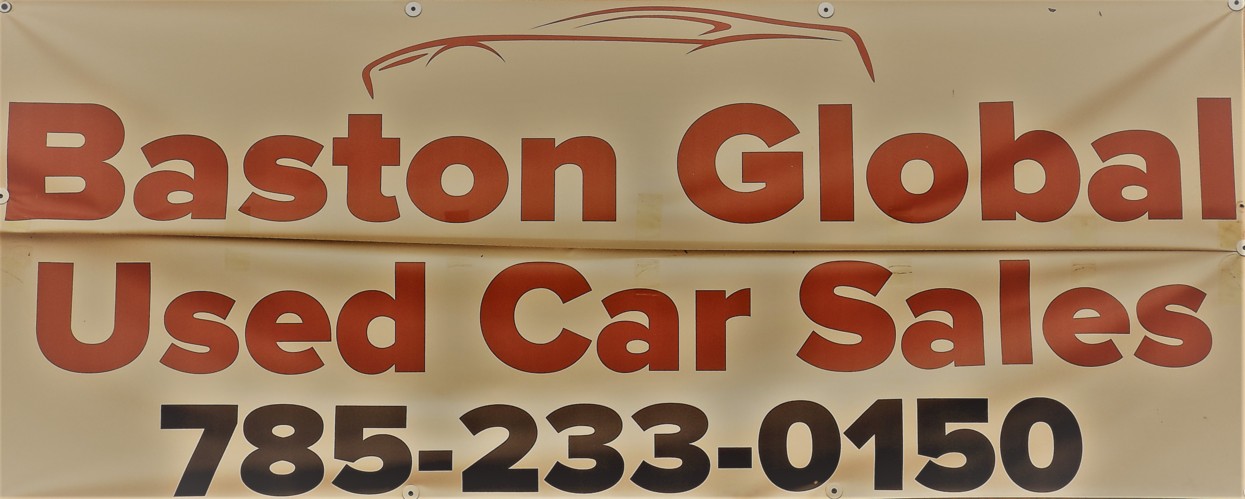 Baston Global
Used Car Sales
785-233-0150